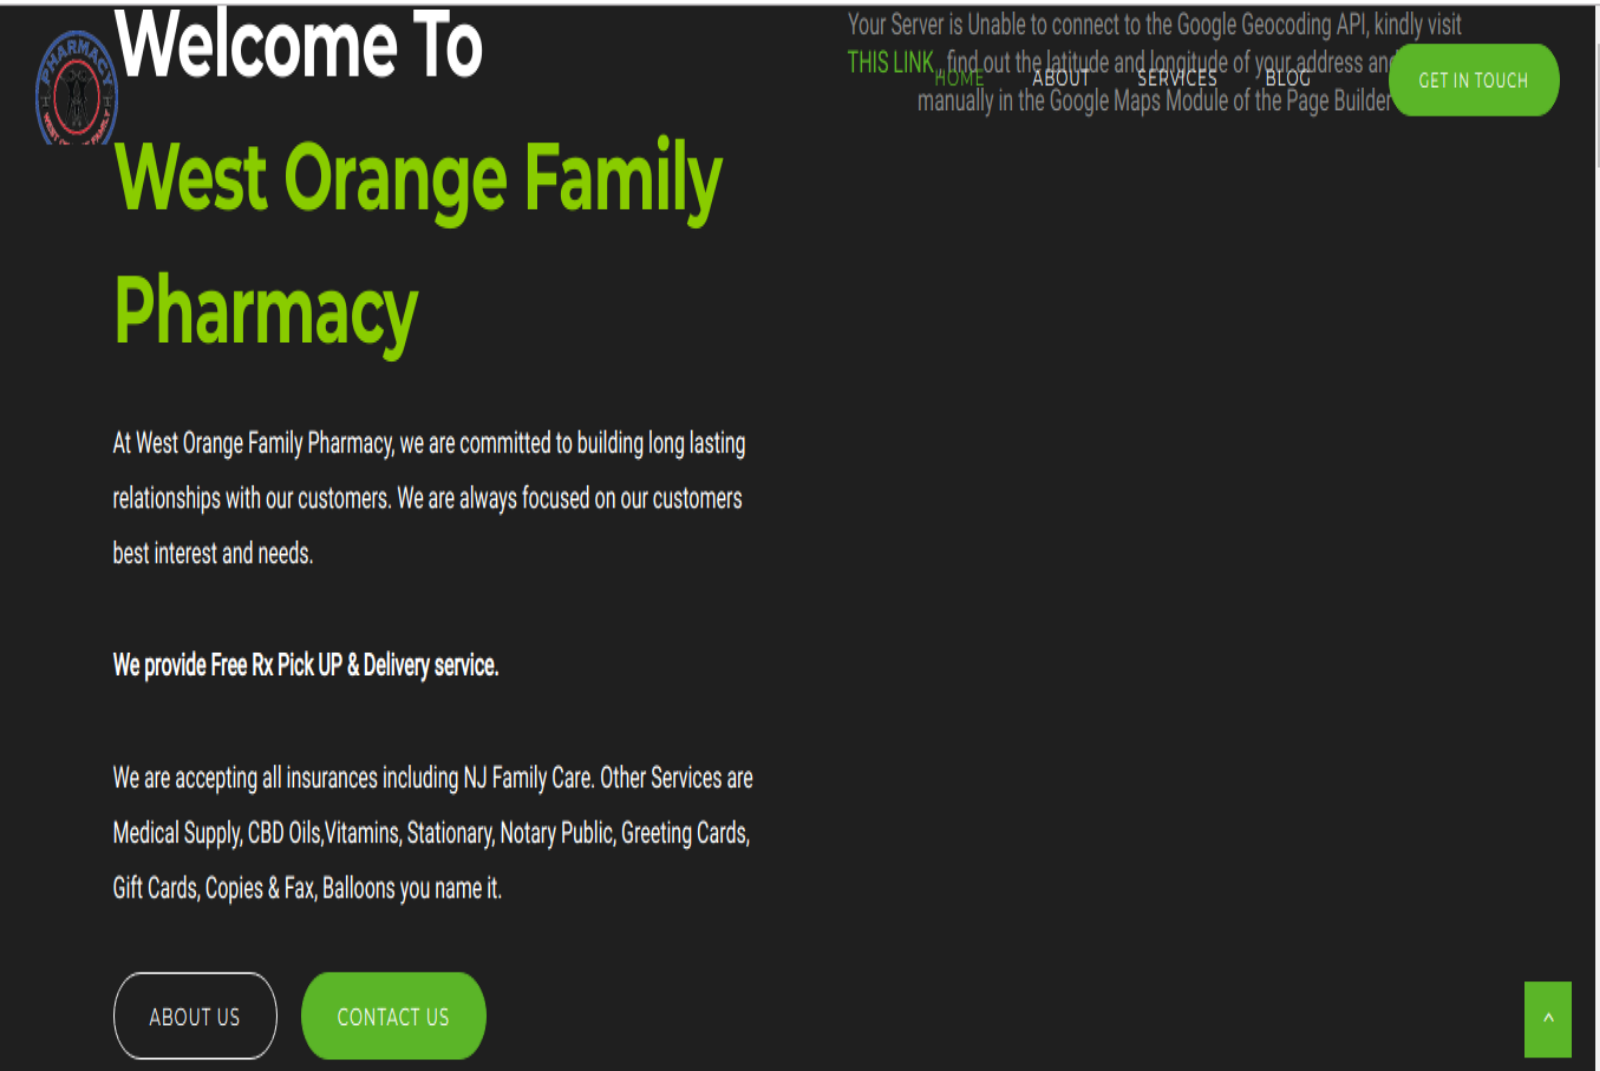 PHARMACY
WEST
FAMILY
Welcome To
West Orange Family
Pharmacy
Your Server is Unable to connect to the Google Geocoding API, kindly visit
THIS LINK , find out the latitude and longitude of your address and
manually in the Google Maps Module of the Page Builder
HOME ABOUT SERVICES BLOG GET IN TOUCH
At West Orange Family Pharmacy, we are committed to building long lasting
relationships with our customers. We are always focused on our customers
best interest and needs.
We provide Free Rx Pick UP & Delivery service.
We are accepting all insurances including NJ Family Care. Other Services are
Medical Supply, CBD Oils,Vitamins, Stationary, Notary Public, Greeting Cards,
Gift Cards, Copies & Fax, Balloons you name it.
ABOUT US CONTACT US